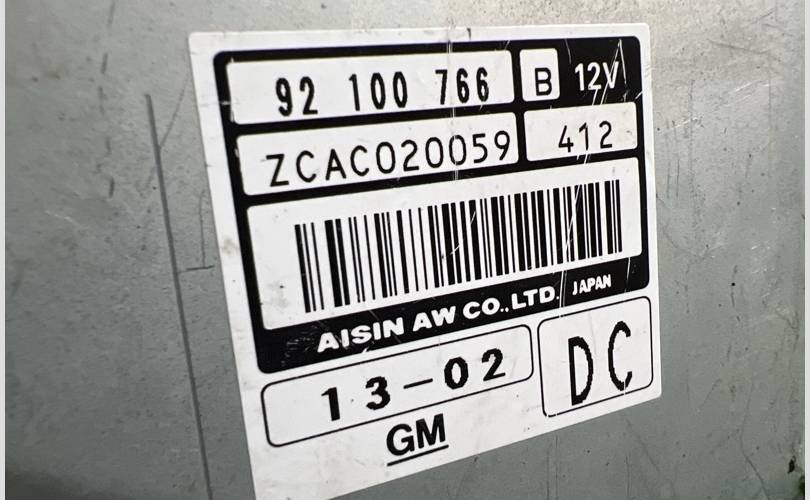 92 100 766 B 12V
ZCAC020059 412
AISIN AW CO.,LTD. JAPAN
13-02 DC
GM